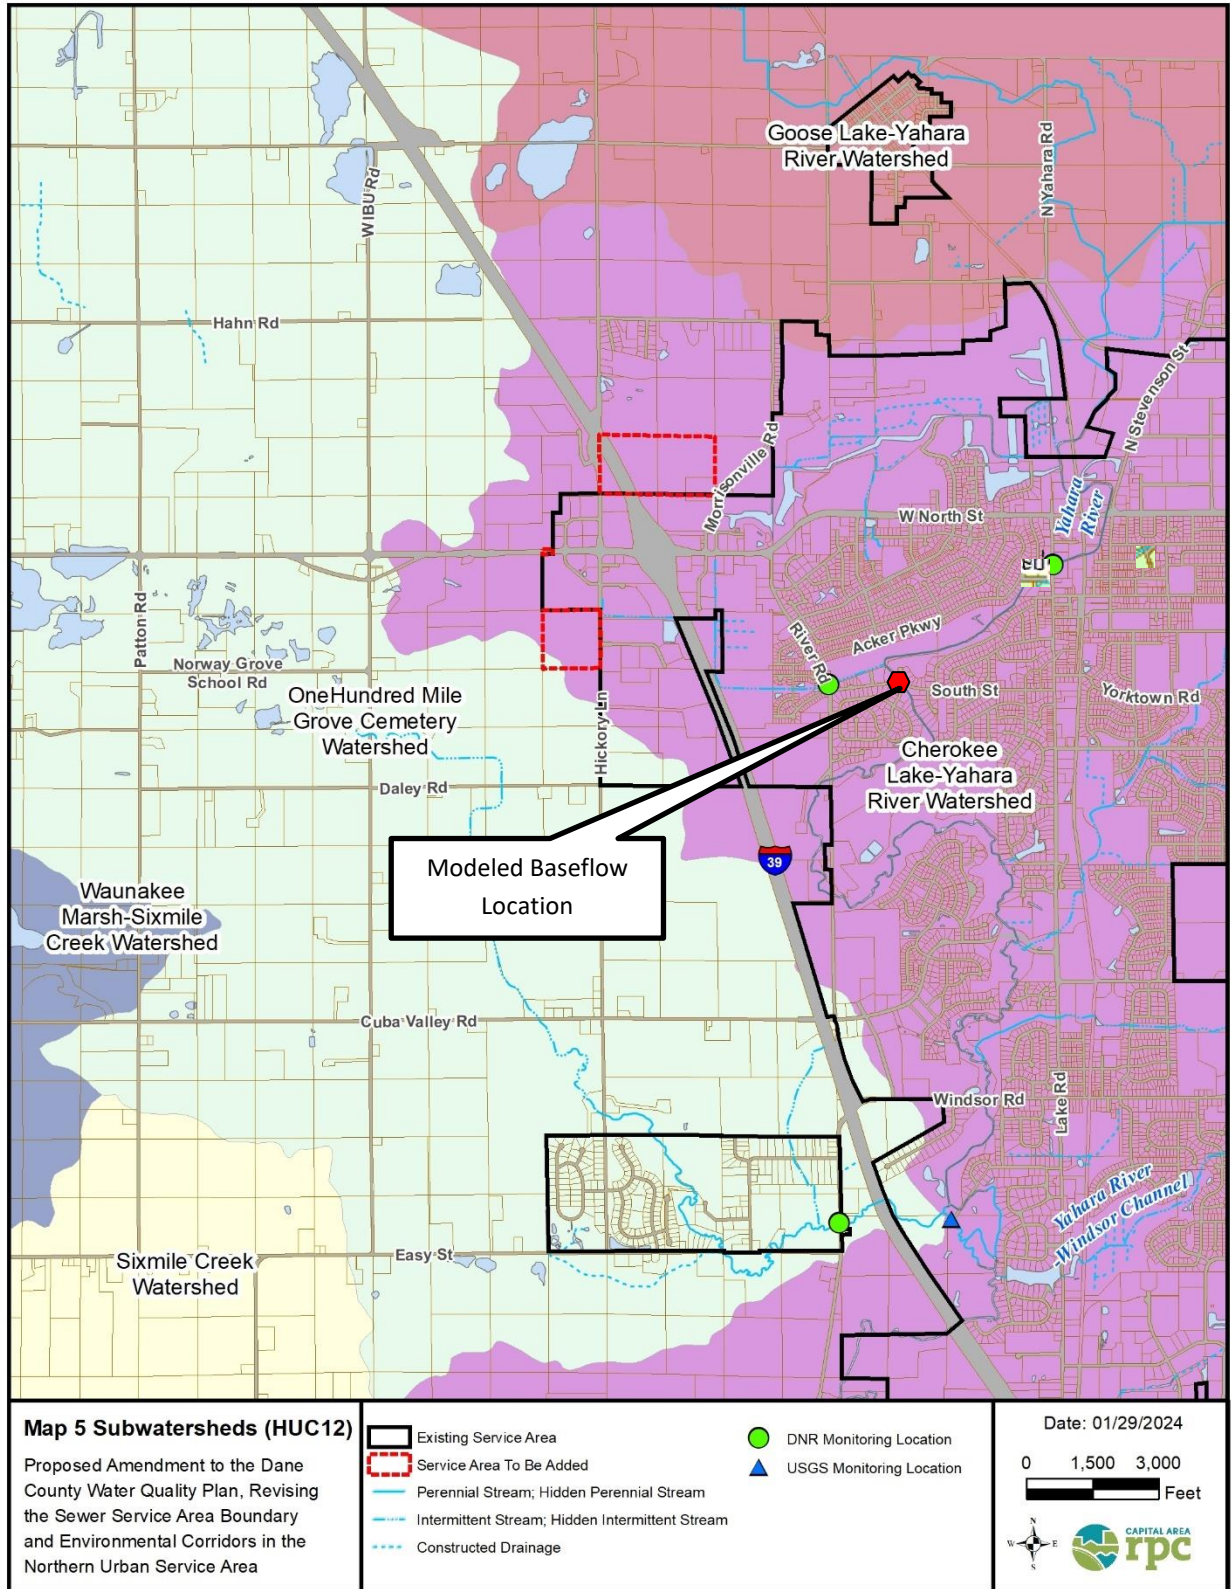 Goose Lake-Yahara
River Watershed
N Yahara Rd
WIBU Rd
Hahn Rd
N Stevenson St
Morrisonville Rd
W North St
Yahara
River
Patton Rd
Norway Grove
School Rd
River Rd
Acker Pkwy
South St
Yorktown Rd
OneHundred Mile
Grove Cemetery
Watershed
Hickory Ln
Cherokee
Lake-Yahara
River Watershed
Daley Rd
Modeled Baseflow
Location
39
Waunakee
Marsh-Sixmile
Creek Watershed
Cuba Valley Rd
Windsor Rd
Lake Rd
Yahara River
-Windsor Channel
Easy St
Sixmile Creek
Watershed
Map 5 Subwatersheds (HUC12)
Proposed Amendment to the Dane
County Water Quality Plan, Revising
the Sewer Service Area Boundary
and Environmental Corridors in the
Northern Urban Service Area
Existing Service Area
Service Area To Be Added
Perennial Stream; Hidden Perennial Stream
Intermittent Stream; Hidden Intermittent Stream
Constructed Drainage
DNR Monitoring Location
USGS Monitoring Location
Date: 01/29/2024
0 1,500 3,000
Feet
N
W E
S
CAPITAL AREA
rpc